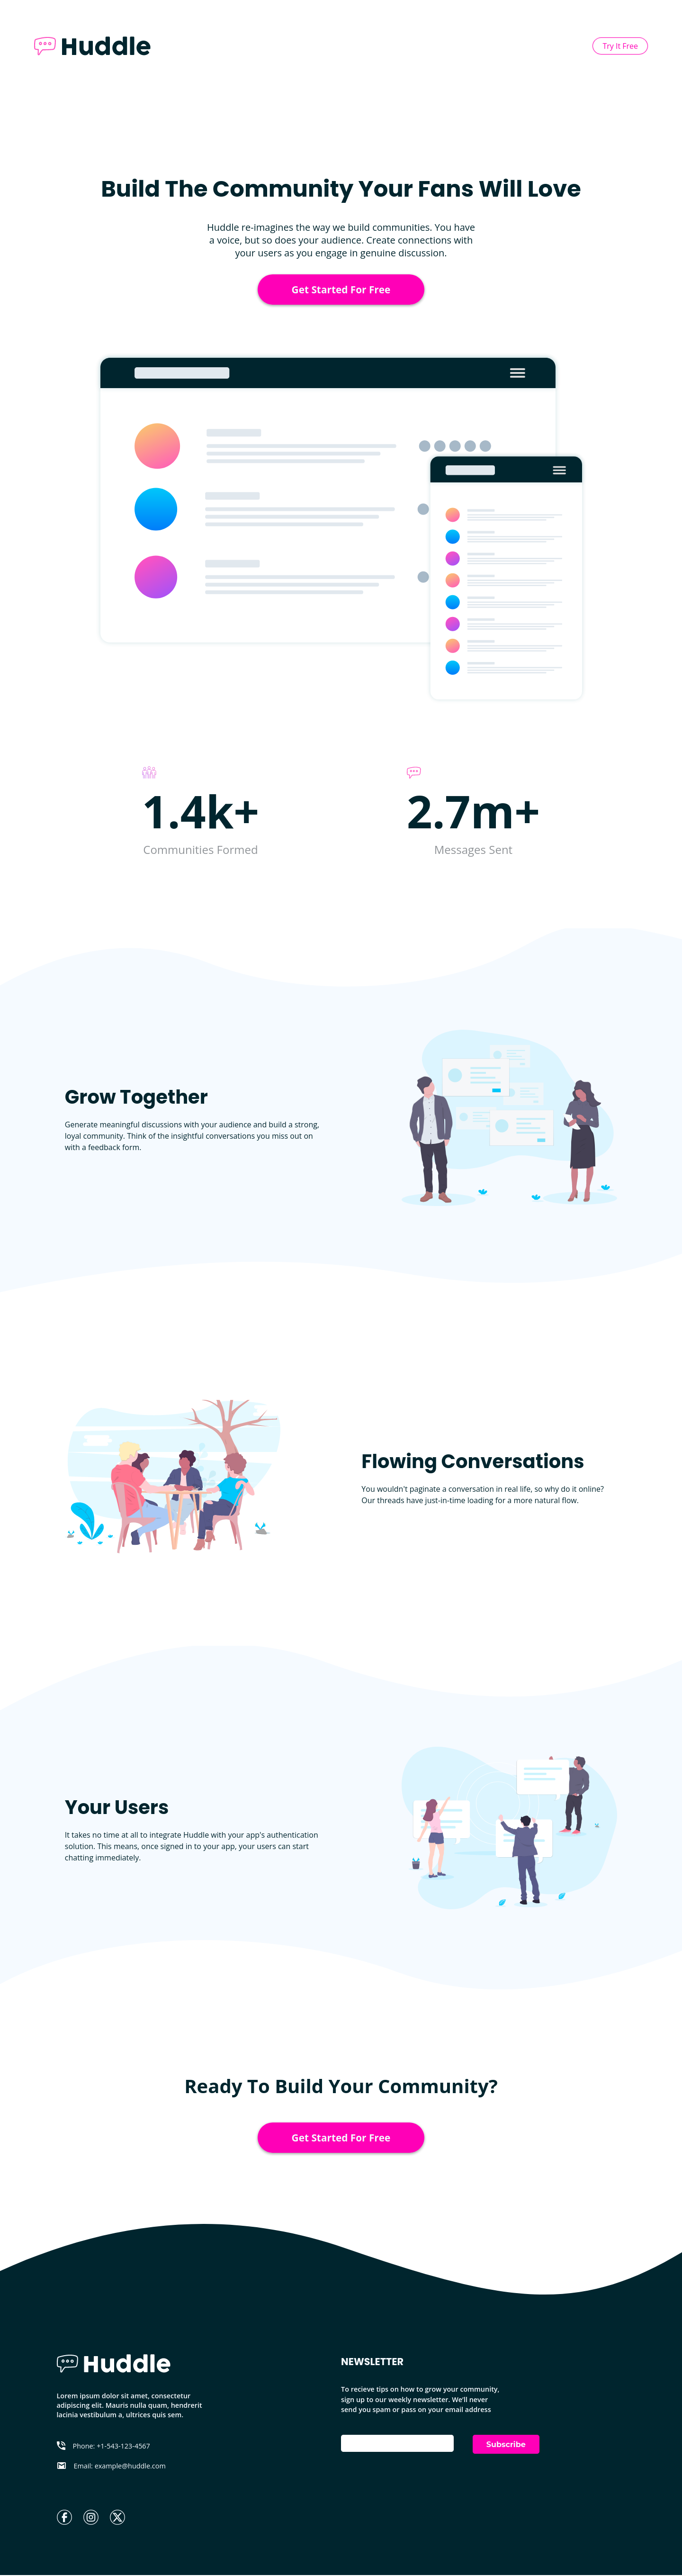 Huddle
Try It Free
Build The Community Your Fans Will Love
Huddle re-imagines the way we build communities. You have
a voice, but so does your audience. Create connections with
your users as you engage in genuine discussion.
Get Started For Free
1.4k+
Communities Formed
2.7m+
Messages Sent
Grow Together
Generate meaningful discussions with your audience and build a strong,
loyal community. Think of the insightful conversations you miss out on
with a feedback form.
Flowing Conversations
You wouldn't paginate a conversation in real life, so why do it online?
Our threads have just-in-time loading for a more natural flow.
Your Users
It takes no time at all to integrate Huddle with your app's authentication
solution. This means, once signed in to your app, your users can start
chatting immediately.
Ready To Build Your Community?
Get Started For Free
Huddle
Lorem ipsum dolor sit amet, consectetur
adipiscing elit. Mauris nulla quam, hendrerit
lacinia vestibulum a, ultrices quis sem.
Phone: +1-543-123-4567
Email: example@huddle.com
NEWSLETTER
To recieve tips on how to grow your community,
sign up to our weekly newsletter. We'll never
send you spam or pass on your email address
Subscribe